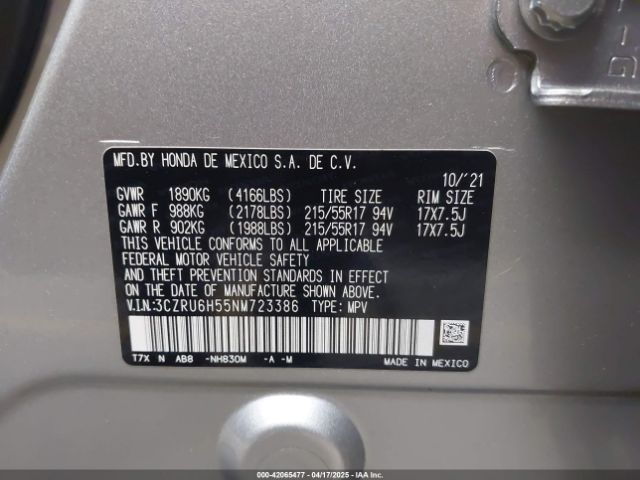 MFD.BY HONDA DE MEXICO S.A. DE C.V.
10/'21
GVWR 1890KG (4166LBS) TIRE SIZE RIM SIZE
GAWR F 988KG (2178LBS) 215/55R17 94V 17X7.5J
GAWR R 902KG (1988LBS) 215/55R17 94V 17X7.5J
THIS VEHICLE CONFORMS TO ALL APPLICABLE
FEDERAL MOTOR VEHICLE SAFETY
AND THEFT PREVENTION STANDARDS IN EFFECT
ON THE DATE OF MANUFACTURE SHOWN ABOVE.
V.I.N:3CZRU6H55NM723386 TYPE: MPV
T7X N AB8 -NH830M -A -M
MADE IN MEXICO
000-42065477 - 04/17/2025 - IAAI.COM